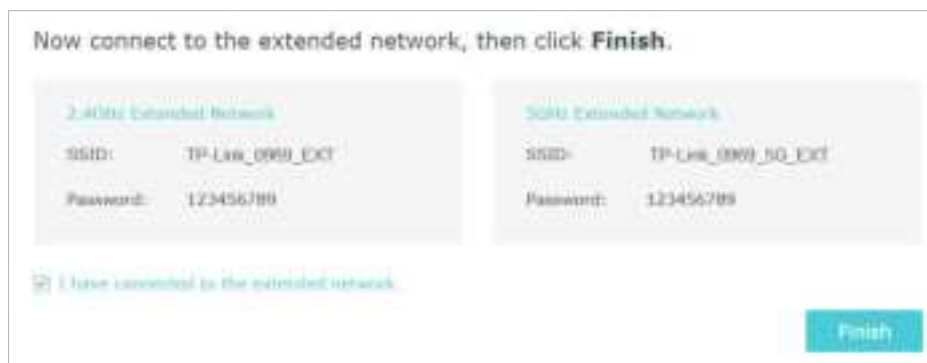 Now connect to the extended network, then click Finish.
2.4GHz Extended Network
SSID: TP-Link_0969_EXT
Password: 123456789
5GHz Extended Network
SSID: TP-Link_0969_5G_EXT
Password: 123456789
I have connected to the extended network.
Finish